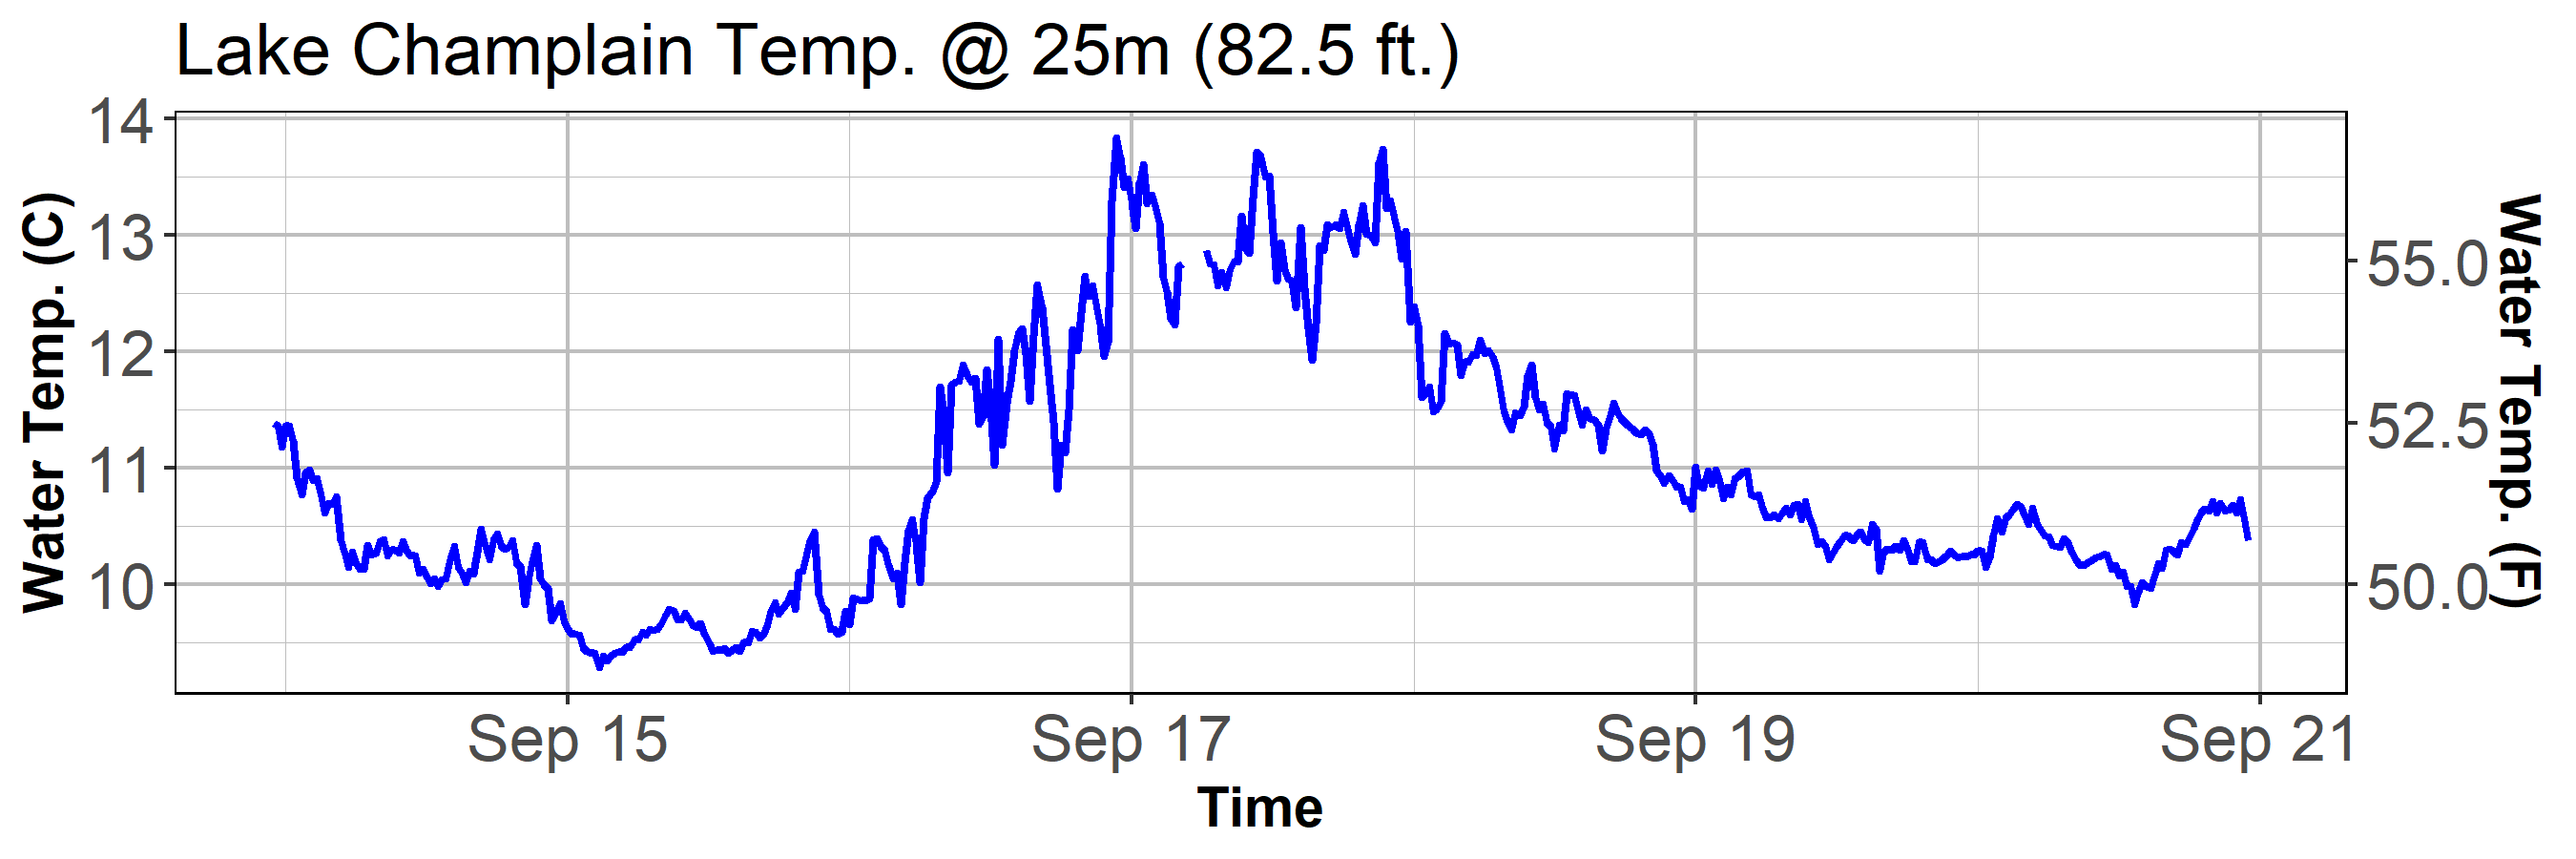 Lake Champlain Temp. @ 25m (82.5 ft.)
14
13
12
11
10
Water Temp. (C)
55.0
52.5
50.0
Water Temp. (F)
Sep 15
Sep 17
Sep 19
Sep 21
Time